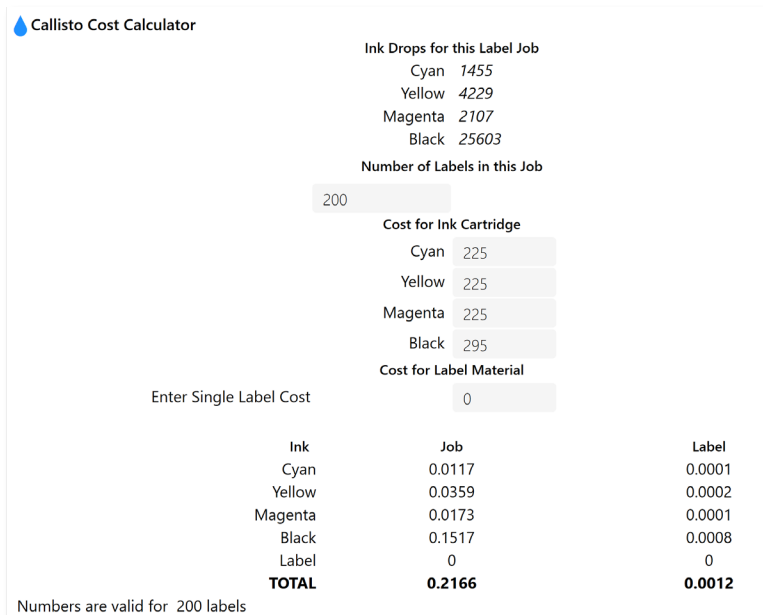 Callisto Cost Calculator
Ink Drops for this Label Job
Cyan 1455
Yellow 4229
Magenta 2107
Black 25603
Number of Labels in this Job
200
Cost for Ink Cartridge
Cyan 225
Yellow 225
Magenta 225
Black 295
Cost for Label Material
Enter Single Label Cost 0
Ink Job Label
Cyan 0.0117 0.0001
Yellow 0.0359 0.0002
Magenta 0.0173 0.0001
Black 0.1517 0.0008
Label 0 0
TOTAL 0.2166 0.0012
Numbers are valid for 200 labels